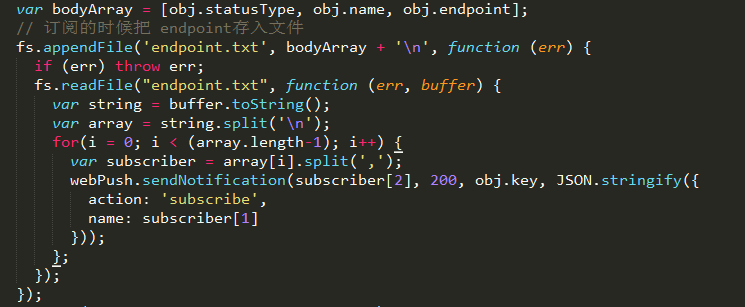 var bodyArray = [obj.statusType, obj.name, obj.endpoint];
// 订阅的时候把 endpoint存入文件
fs.appendFile('endpoint.txt', bodyArray + '\n', function (err) {
  if (err) throw err;
  fs.readFile("endpoint.txt", function (err, buffer) {
    var string = buffer.toString();
    var array = string.split('\n');
    for(i = 0; i < (array.length-1); i++) {
      var subscriber = array[i].split(',');
      webPush.sendNotification(subscriber[2], 200, obj.key, JSON.stringify({
        action: 'subscribe',
        name: subscriber[1]
      }));
    };
  });
});